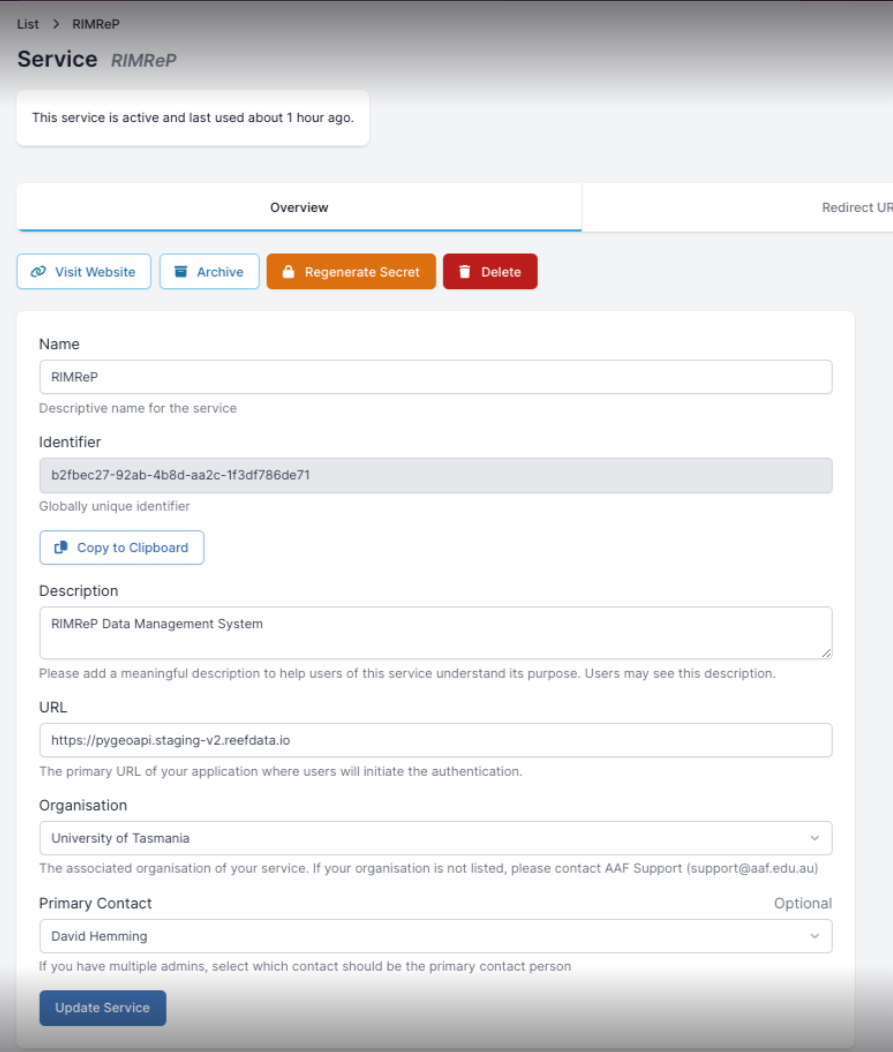 List > RIMReP
Service RIMReP
This service is active and last used about 1 hour ago.
Overview
Redirect UR
Visit Website
Archive
Regenerate Secret
Delete
Name
RIMReP
Descriptive name for the service
Identifier
b2fbec27-92ab-4b8d-aa2c-1f3df786de71
Globally unique identifier
Copy to Clipboard
Description
RIMReP Data Management System
Please add a meaningful description to help users of this service understand its purpose. Users may see this description.
URL
https://pygeoapi.staging-v2.reefdata.io
The primary URL of your application where users will initiate the authentication.
Organisation
University of Tasmania
The associated organisation of your service. If your organisation is not listed, please contact AAF Support (support@aaf.edu.au)
Primary Contact
Optional
David Hemming
If you have multiple admins, select which contact should be the primary contact person
Update Service